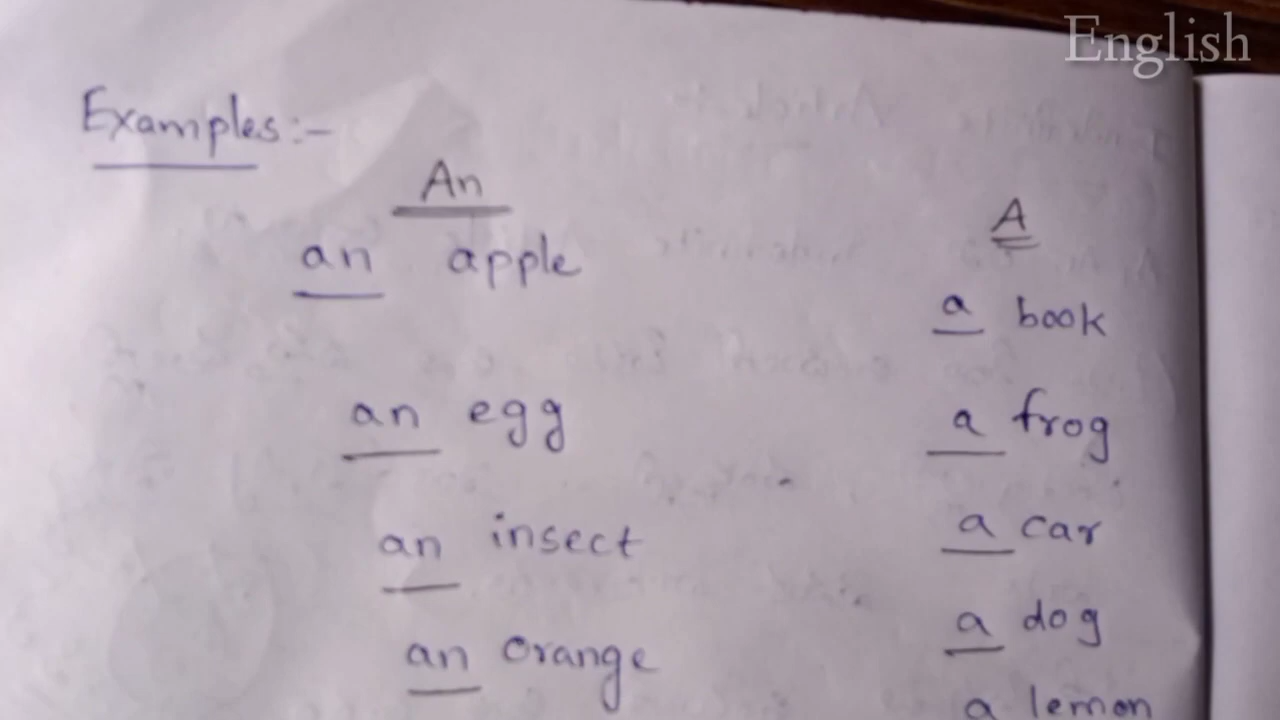 English
Examples:-
An
an apple
an egg
an insect
an orange
A
a book
a frog
a car
a dog
a lemon